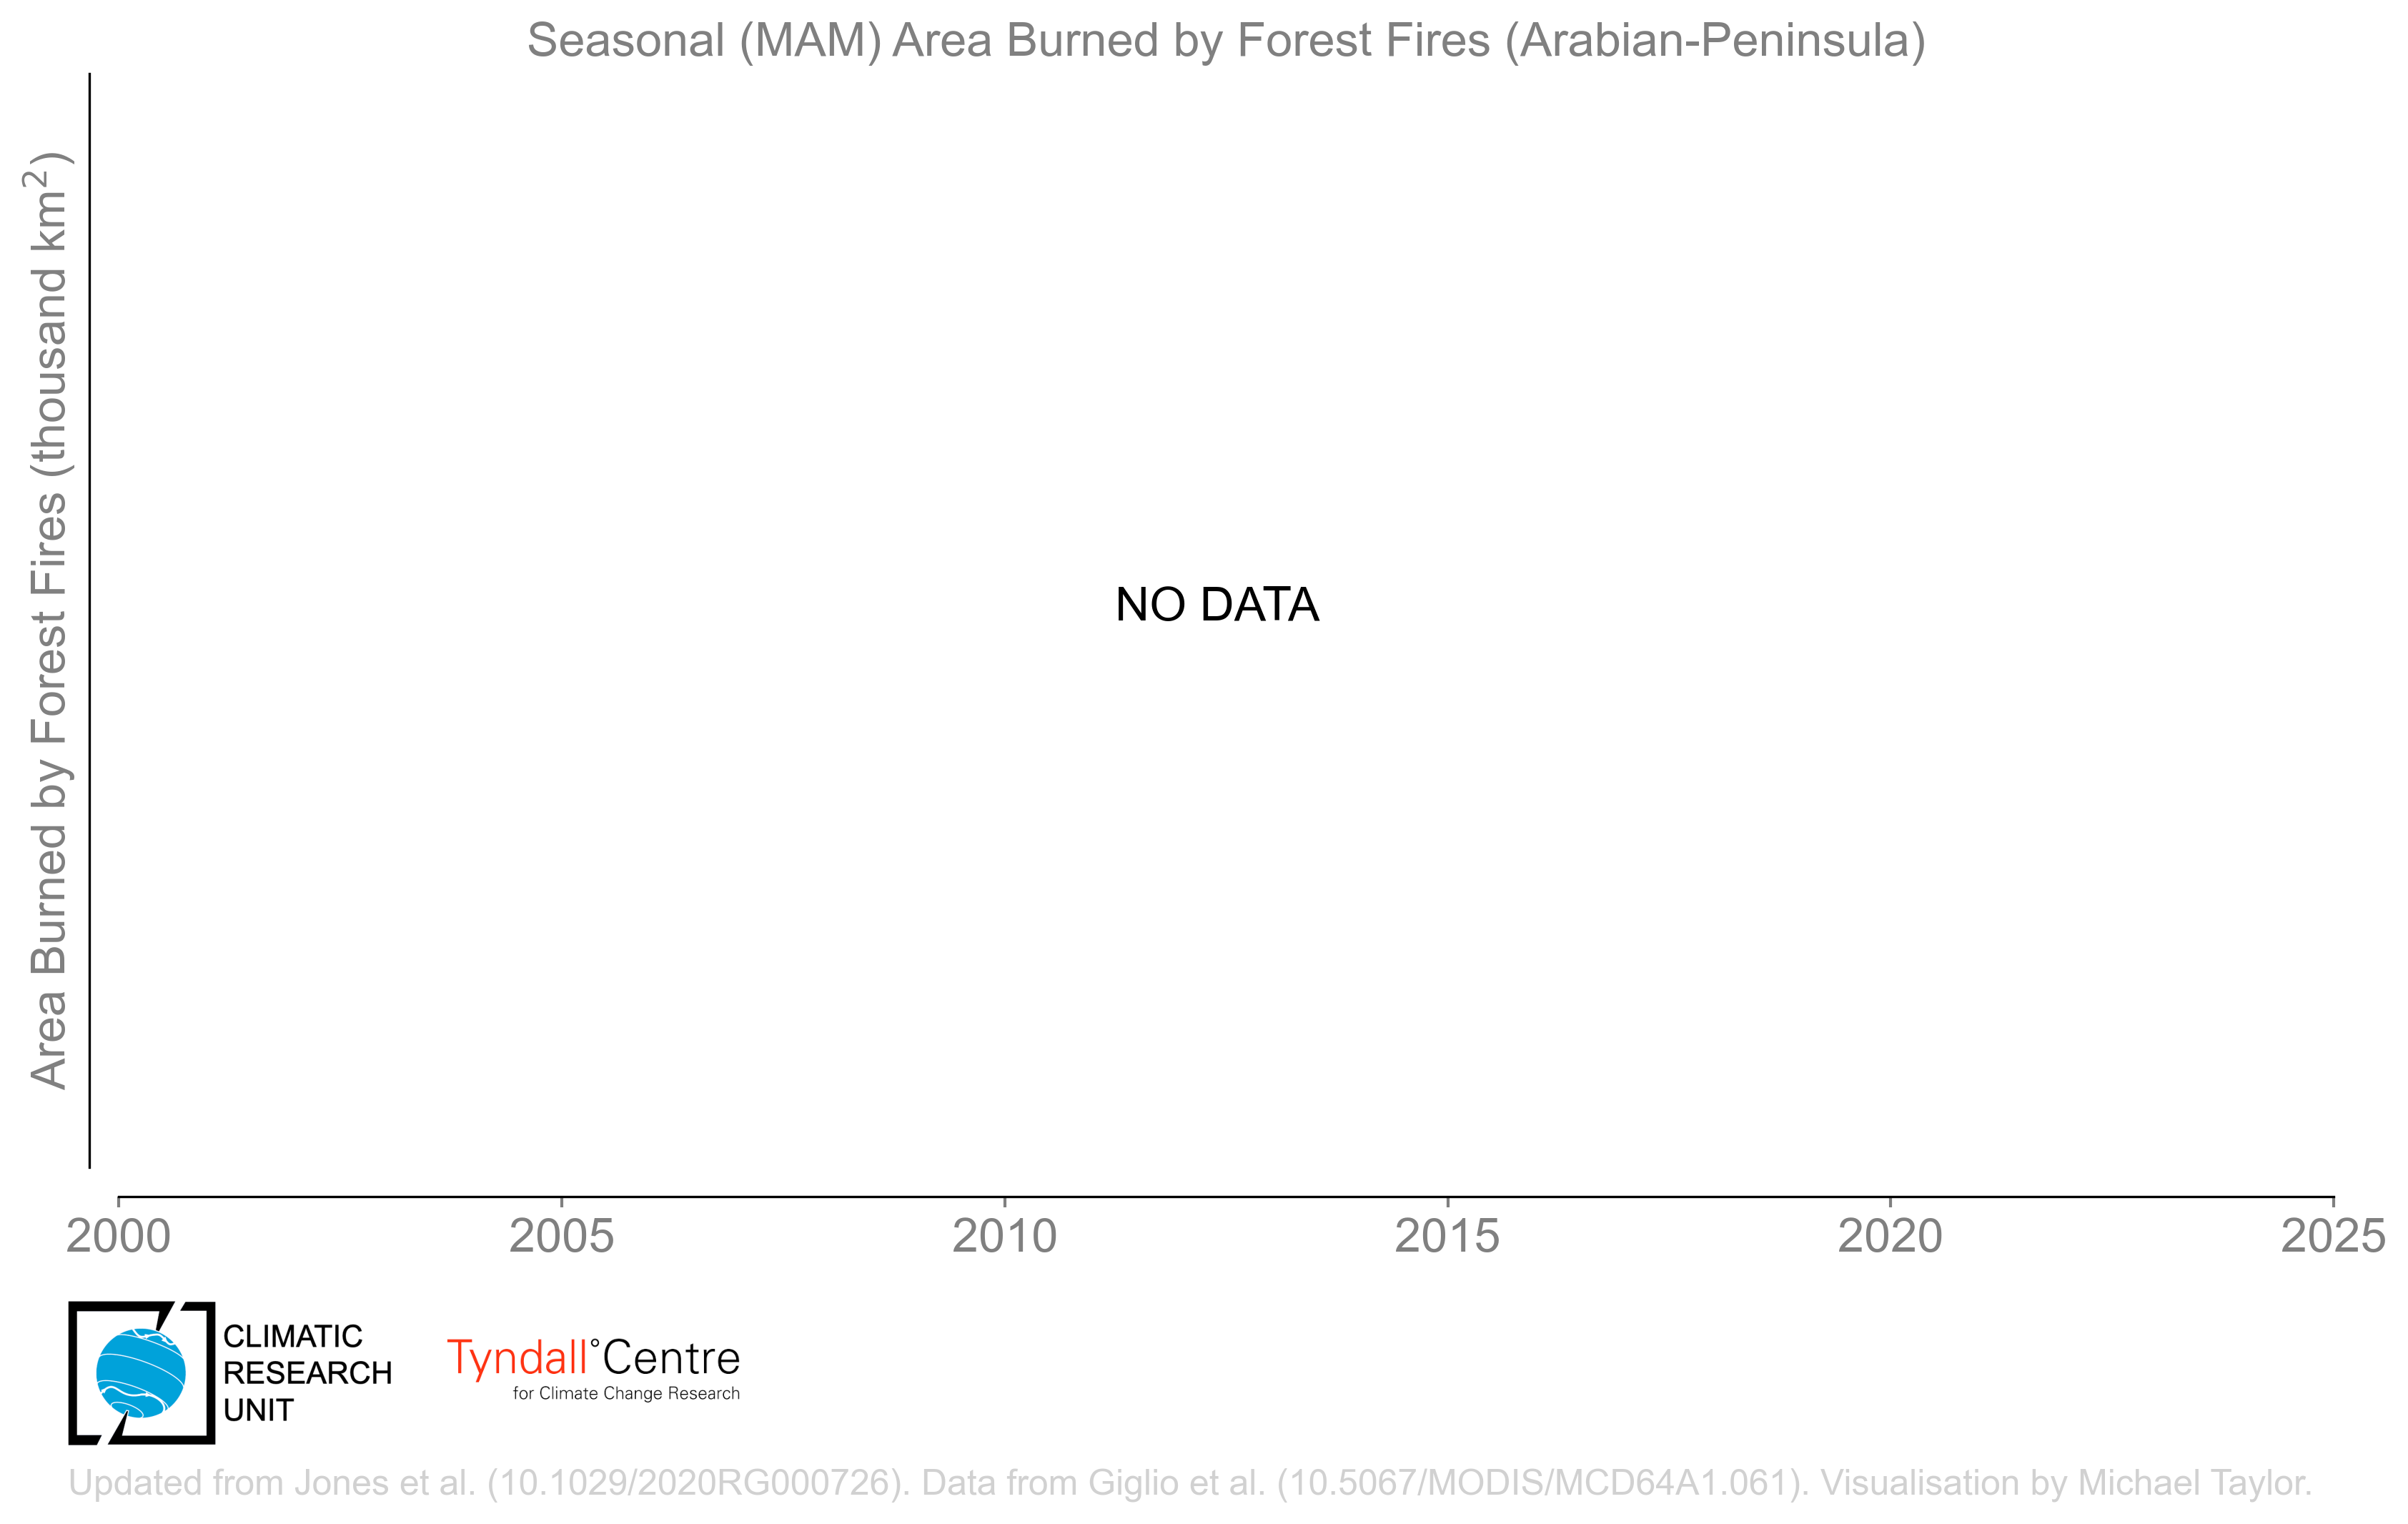 Seasonal (MAM) Area Burned by Forest Fires (Arabian-Peninsula)
Area Burned by Forest Fires (thousand km²)
NO DATA
2000 2005 2010 2015 2020 2025
CLIMATIC
RESEARCH
UNIT
Tyndall°Centre
for Climate Change Research
Updated from Jones et al. (10.1029/2020RG000726). Data from Giglio et al. (10.5067/MODIS/MCD64A1.061). Visualisation by Michael Taylor.